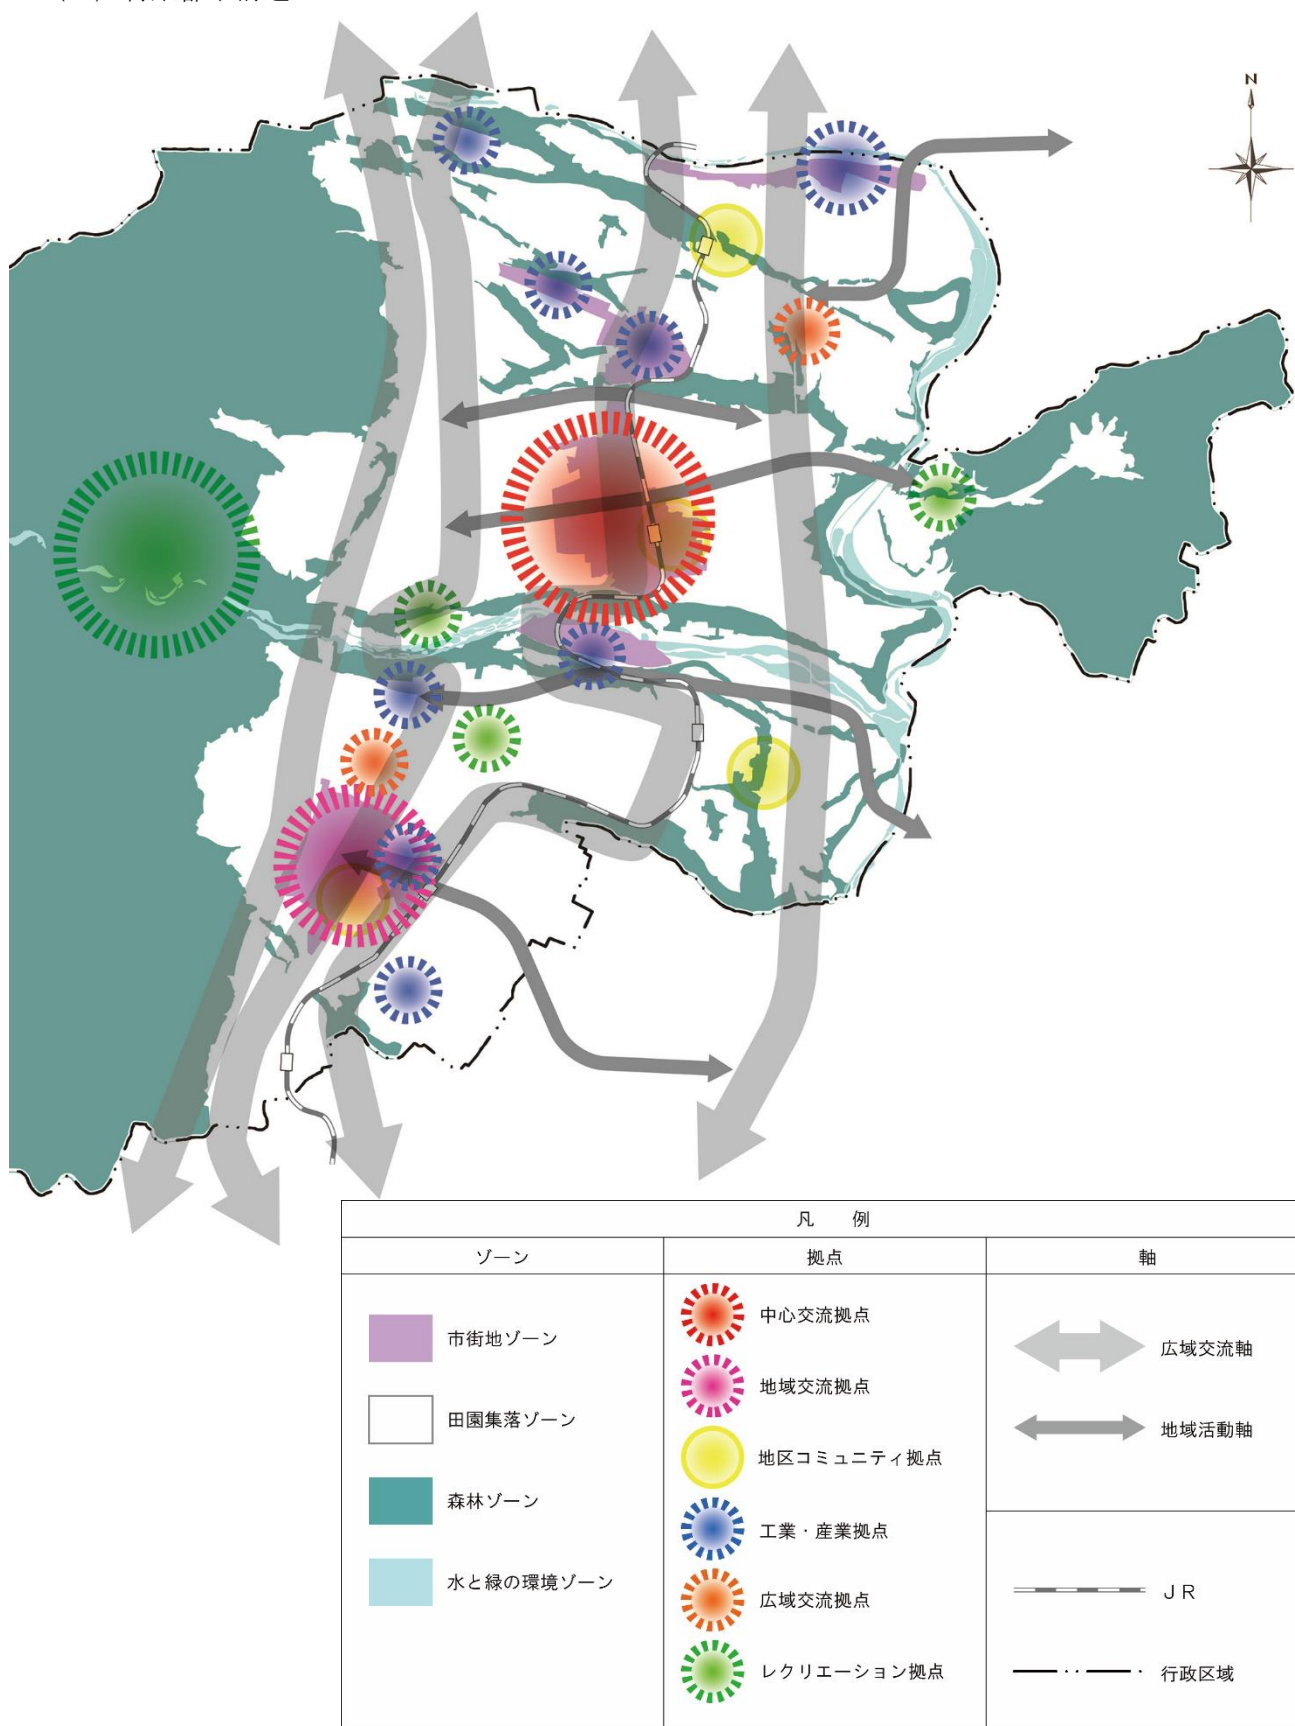 N
凡 例
ゾーン
拠点
軸
市街地ゾーン
田園集落ゾーン
森林ゾーン
水と緑の環境ゾーン
中心交流拠点
地域交流拠点
地区コミュニティ拠点
工業・産業拠点
広域交流拠点
レクリエーション拠点
広域交流軸
地域活動軸
ＪＲ
行政区域